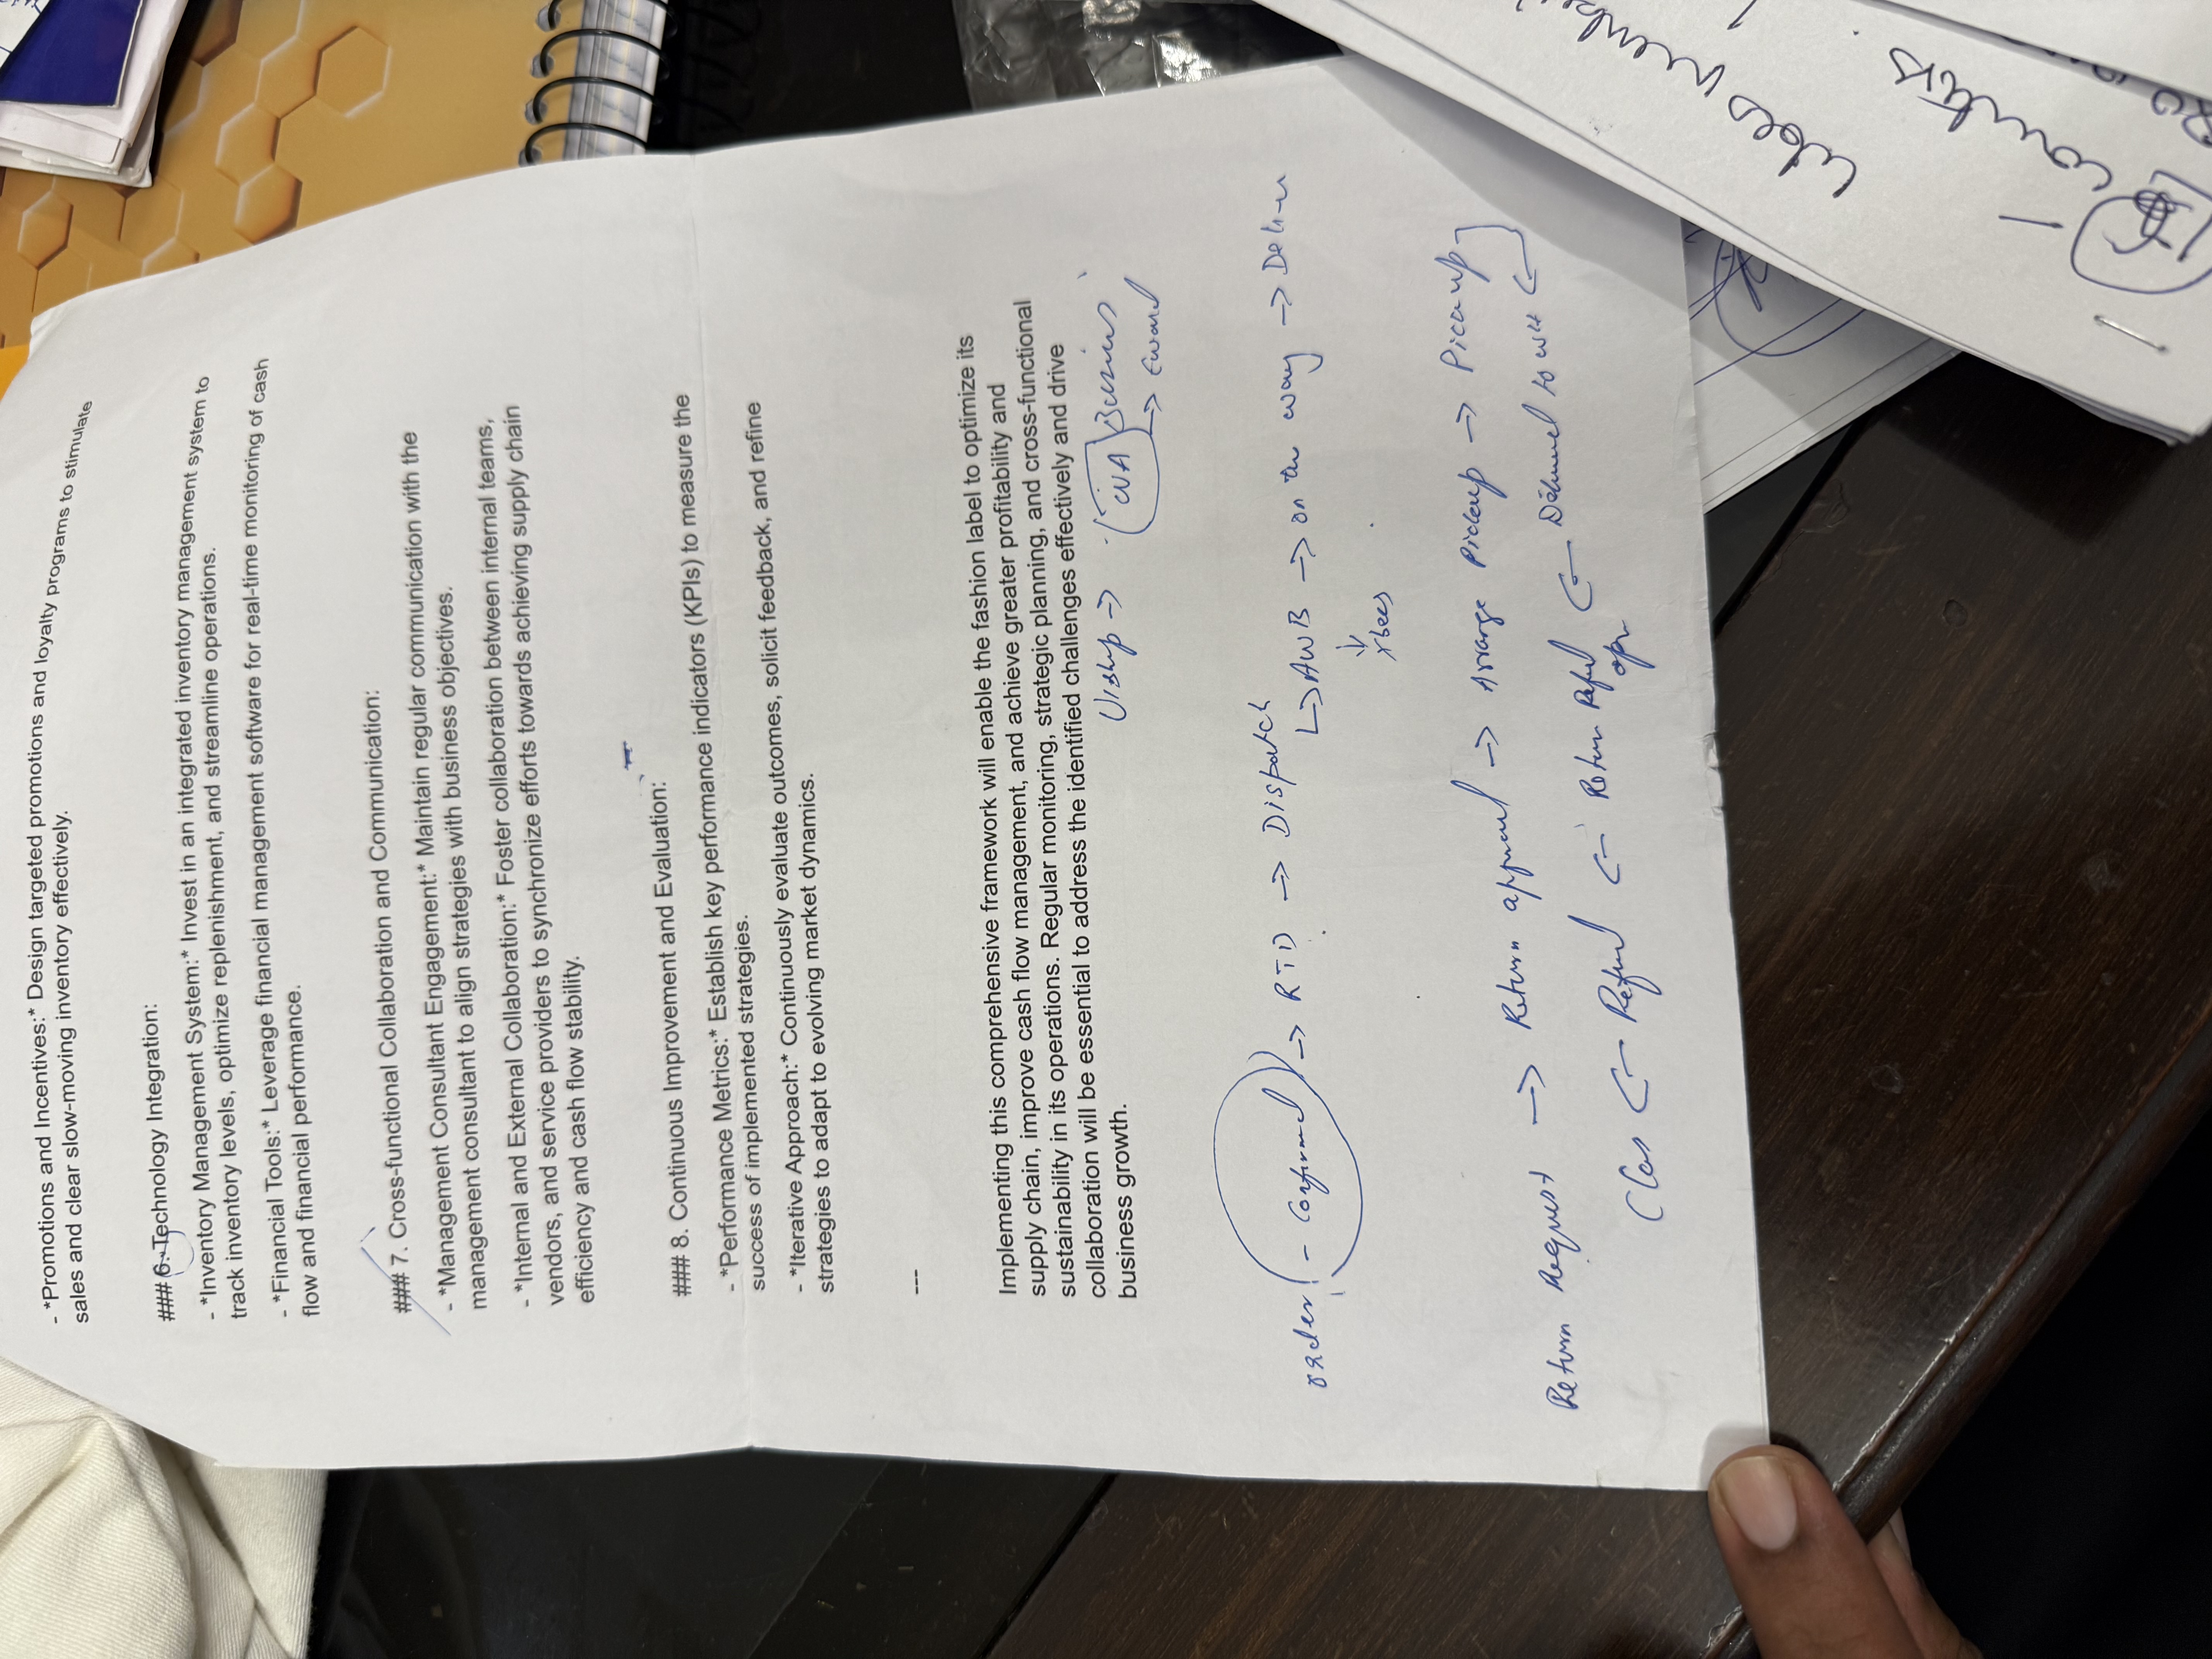 - *Promotions and Incentives:* Design targeted promotions and loyalty programs to stimulate
sales and clear slow-moving inventory effectively.
### 6. Technology Integration:
- *Inventory Management System:* Invest in an integrated inventory management system to
track inventory levels, optimize replenishment, and streamline operations.
- *Financial Tools:* Leverage financial management software for real-time monitoring of cash
flow and financial performance.
### 7. Cross-functional Collaboration and Communication:
- *Management Consultant Engagement:* Maintain regular communication with the
management consultant to align strategies with business objectives.
- *Internal and External Collaboration:* Foster collaboration between internal teams,
vendors, and service providers to synchronize efforts towards achieving supply chain
efficiency and cash flow stability.
### 8. Continuous Improvement and Evaluation:
- *Performance Metrics:* Establish key performance indicators (KPIs) to measure the
success of implemented strategies.
- *Iterative Approach:* Continuously evaluate outcomes, solicit feedback, and refine
strategies to adapt to evolving market dynamics.
---
Implementing this comprehensive framework will enable the fashion label to optimize its
supply chain, improve cash flow management, and achieve greater profitability and
sustainability in its operations. Regular monitoring, strategic planning, and cross-functional
collaboration will be essential to address the identified challenges effectively and drive
business growth.
→ WA Business
→
order - Confirmed → RTD → Dispatch
↳ AWB → on the way → Deliver
↓
xbees
Return Request → Return approval → Arrange Pickup → Picaup
← Delivered to WH
Clos ← Refund ← Return Refund ←
counters